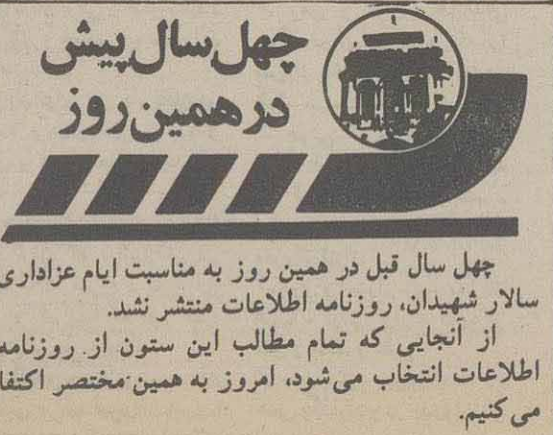 چهل سال پیش
در همین روز
چهل سال قبل در همین روز به مناسبت ایام عزاداری
سالار شهیدان، روزنامه اطلاعات منتشر نشد.
از آنجایی که تمام مطالب این ستون از روزنامه
اطلاعات انتخاب می‌شود، امروز به همین مختصر اکتفا
می‌کنیم.